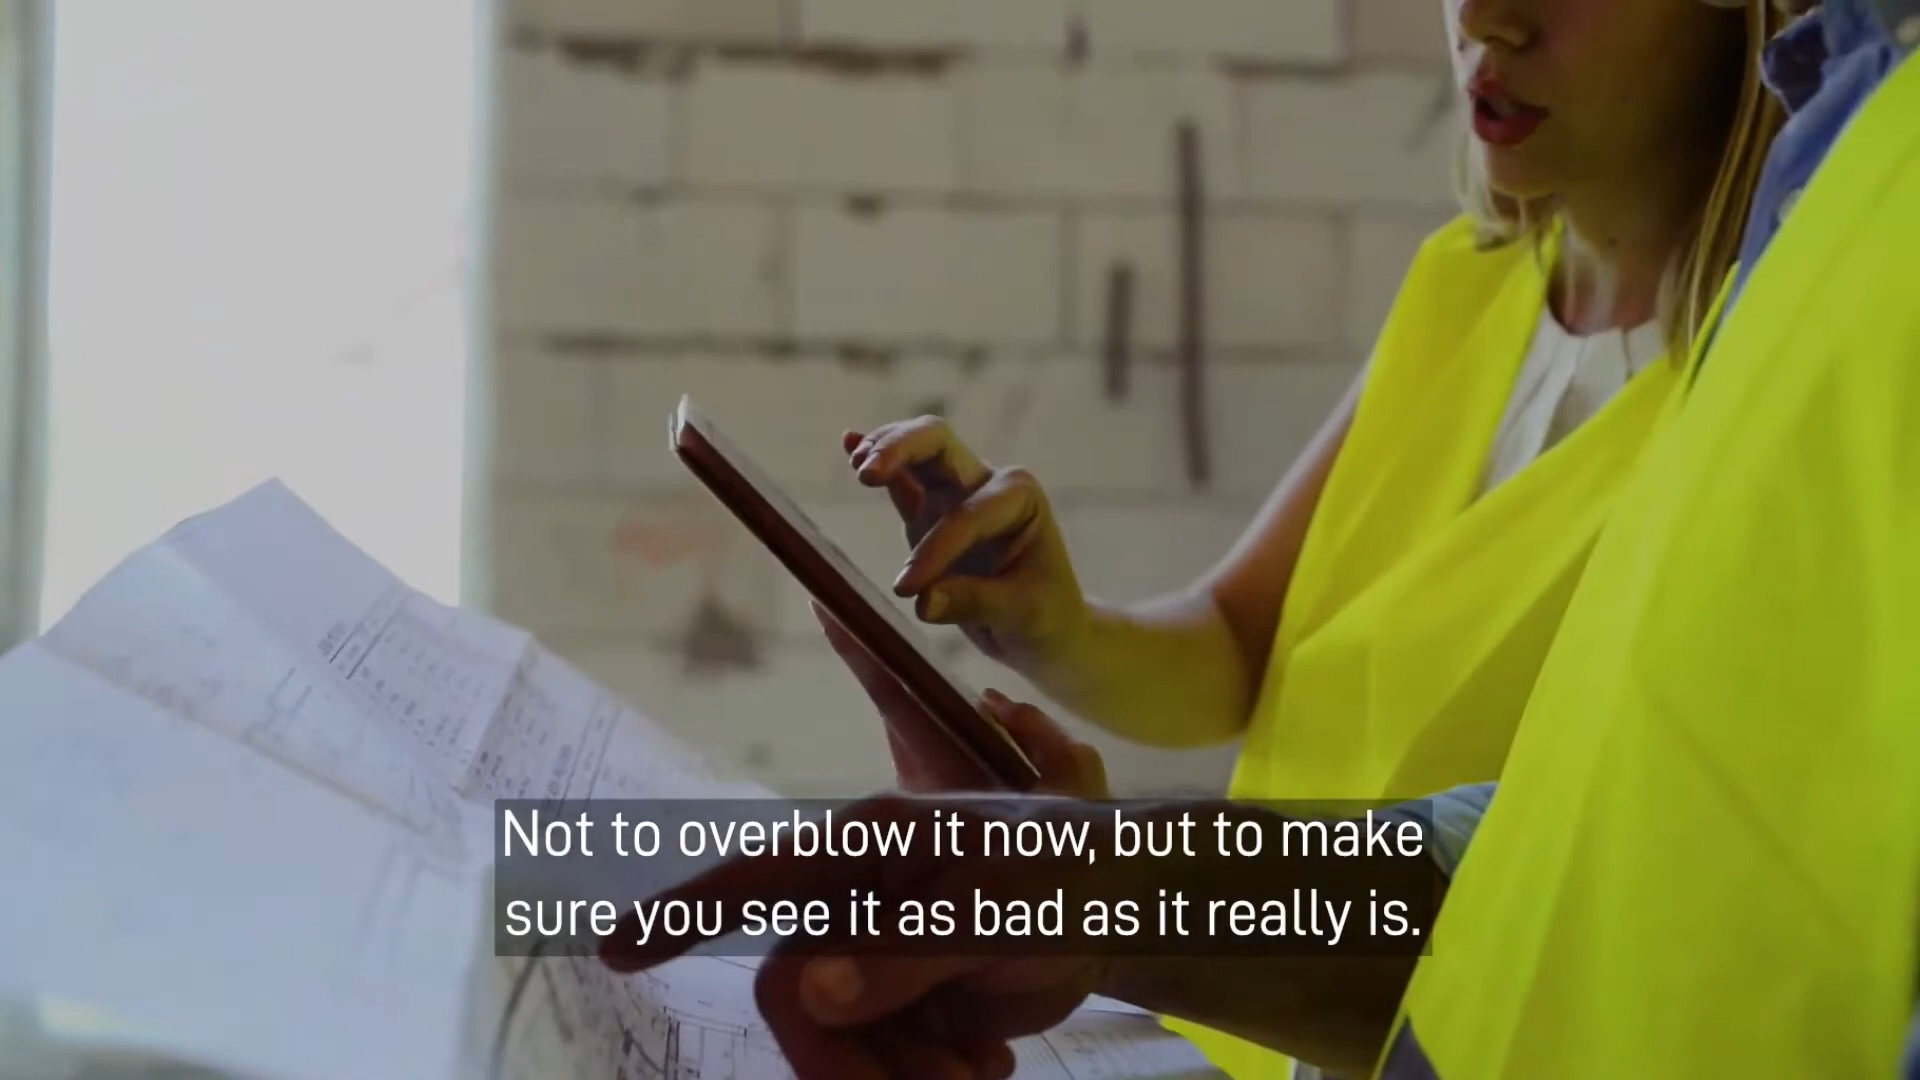 Not to overblow it now, but to make
sure you see it as bad as it really is.